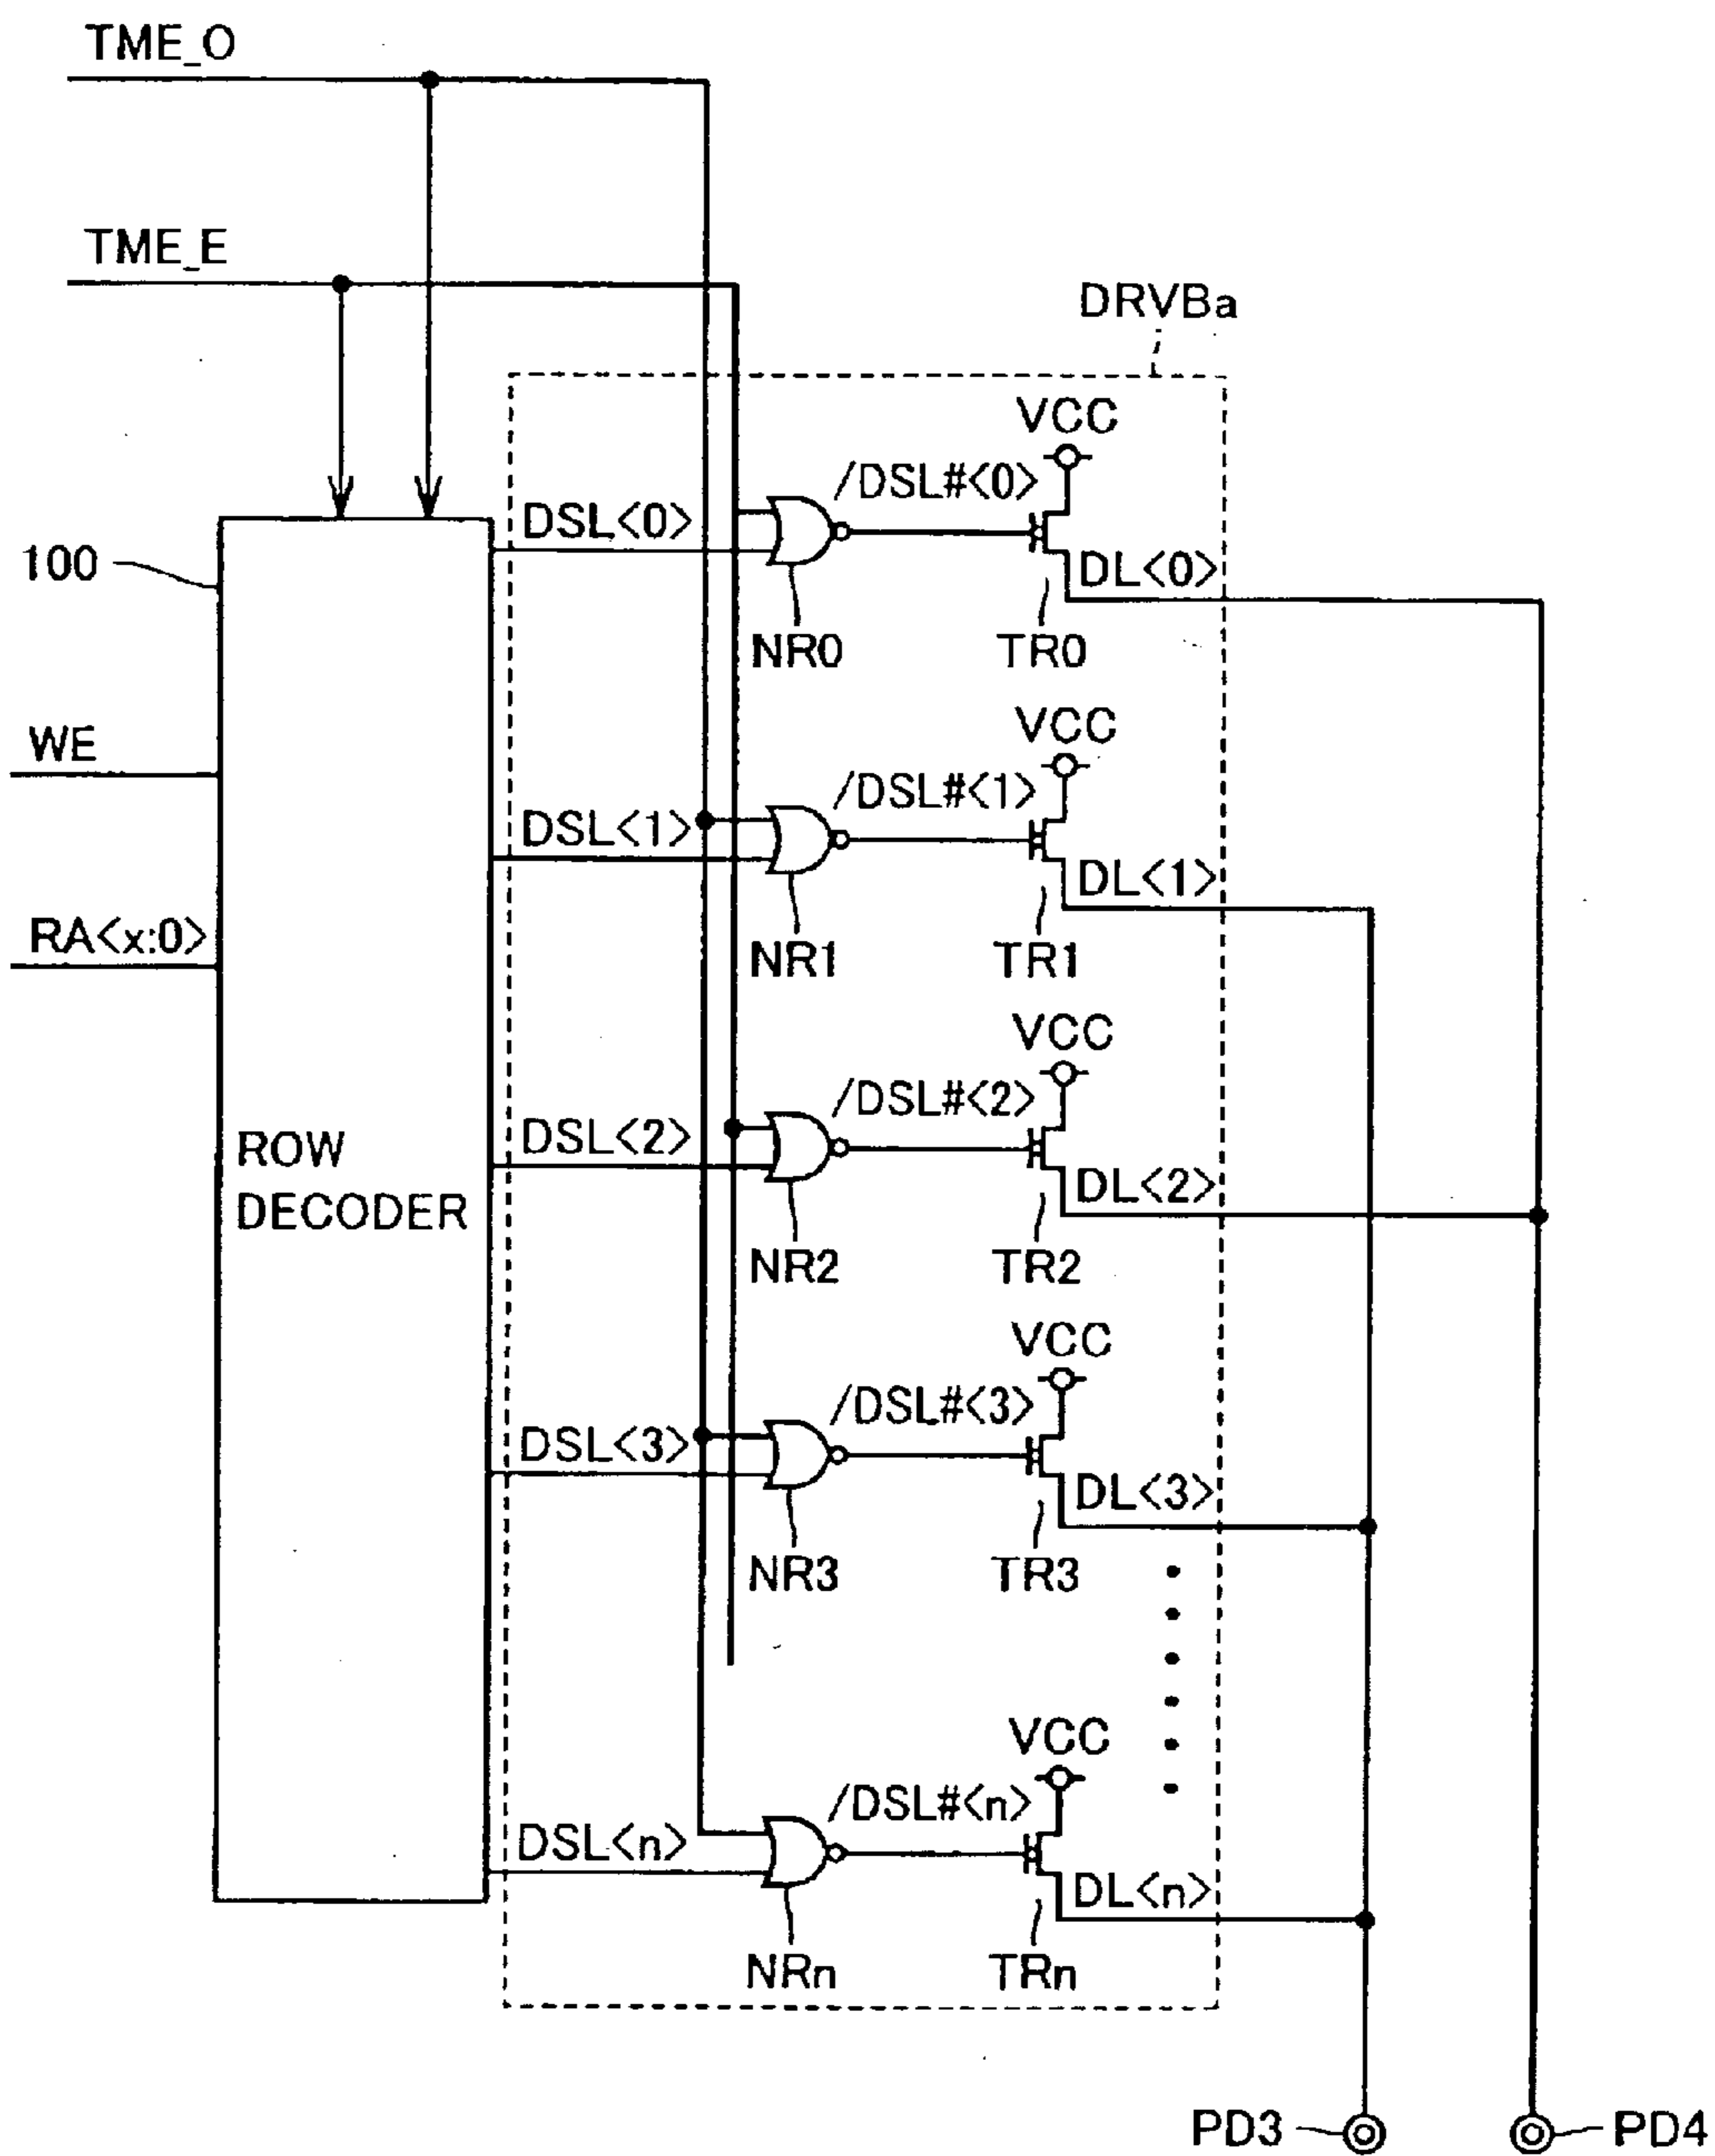 TME_O
TME_E
DRVBa
VCC
/DSL#<0>
DSL<0>
100
DL<0>
NR0
TR0
VCC
WE
/DSL#<1>
DSL<1>
DL<1>
RA<x:0>
NR1
TR1
VCC
/DSL#<2>
DSL<2>
ROW
DECODER
DL<2>
NR2
TR2
VCC
/DSL#<3>
DSL<3>
DL<3>
NR3
TR3
VCC
/DSL#<n>
DSL<n>
DL<n>
NRn
TRn
PD3
PD4